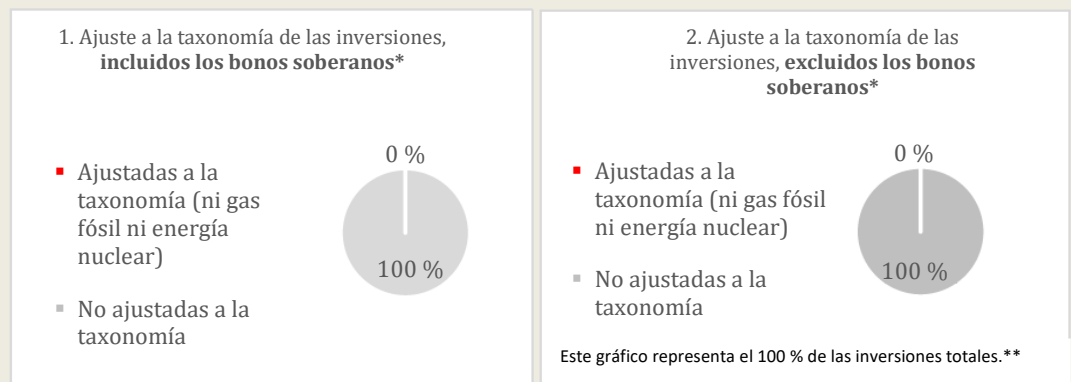 1. Ajuste a la taxonomía de las inversiones,
incluidos los bonos soberanos*
0 %
Ajustadas a la
taxonomía (ni gas
fósil ni energía
nuclear)
100 %
No ajustadas a la
taxonomía
2. Ajuste a la taxonomía de las
inversiones, excluidos los bonos
soberanos*
0 %
Ajustadas a la
taxonomía (ni gas fósil
ni energía nuclear)
100 %
No ajustadas a la
taxonomía
Este gráfico representa el 100 % de las inversiones totales.**